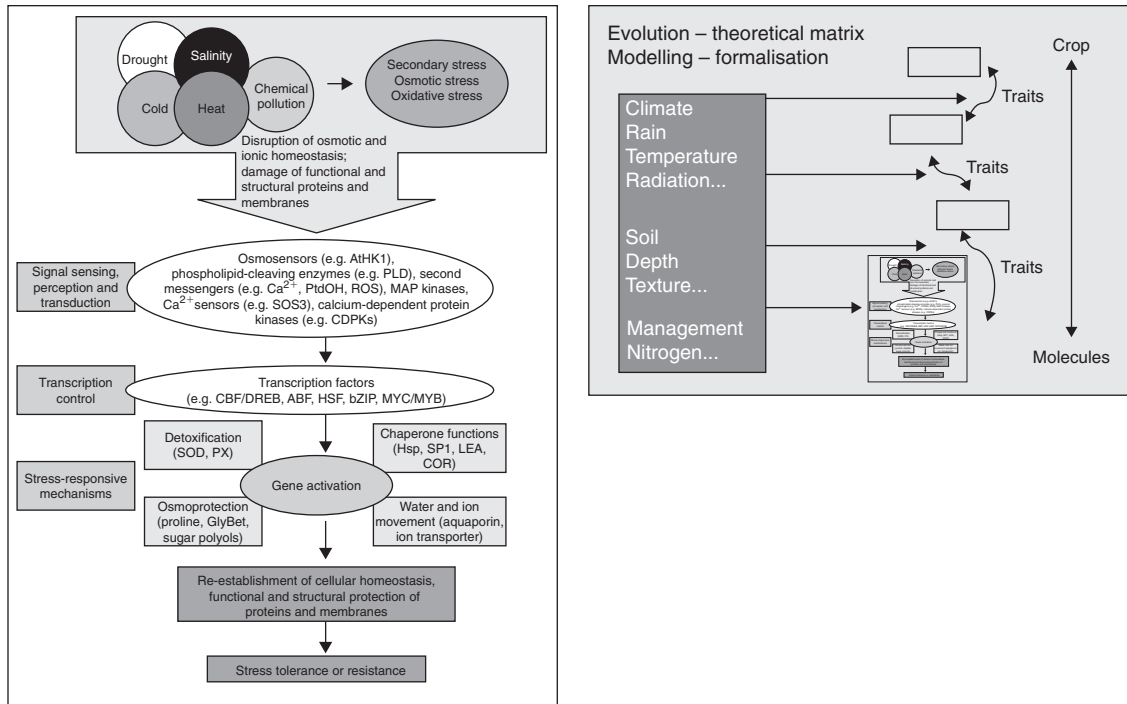 Drought
Salinity
Cold
Heat
Chemical
pollution
Secondary stress
Osmotic stress
Oxidative stress
Disruption of osmotic and
ionic homeostasis;
damage of functional and
structural proteins and
membranes
Signal sensing,
perception and
transduction
Osmosensors (e.g. AtHK1),
phospholipid-cleaving enzymes (e.g. PLD), second
messengers (e.g. Ca²⁺, PtdOH, ROS), MAP kinases,
Ca²⁺sensors (e.g. SOS3), calcium-dependent protein
kinases (e.g. CDPKs)
Transcription
control
Transcription factors
(e.g. CBF/DREB, ABF, HSF, bZIP, MYC/MYB)
Stress-responsive
mechanisms
Detoxification
(SOD, PX)
Chaperone functions
(Hsp, SP1, LEA,
COR)
Gene activation
Osmoprotection
(proline, GlyBet,
sugar polyols)
Water and ion
movement (aquaporin,
ion transporter)
Re-establishment of cellular homeostasis,
functional and structural protection of
proteins and membranes
Stress tolerance or resistance
Evolution – theoretical matrix
Modelling – formalisation
Climate
Rain
Temperature
Radiation...
Soil
Depth
Texture...
Management
Nitrogen...
Crop
Traits
Traits
Traits
Molecules